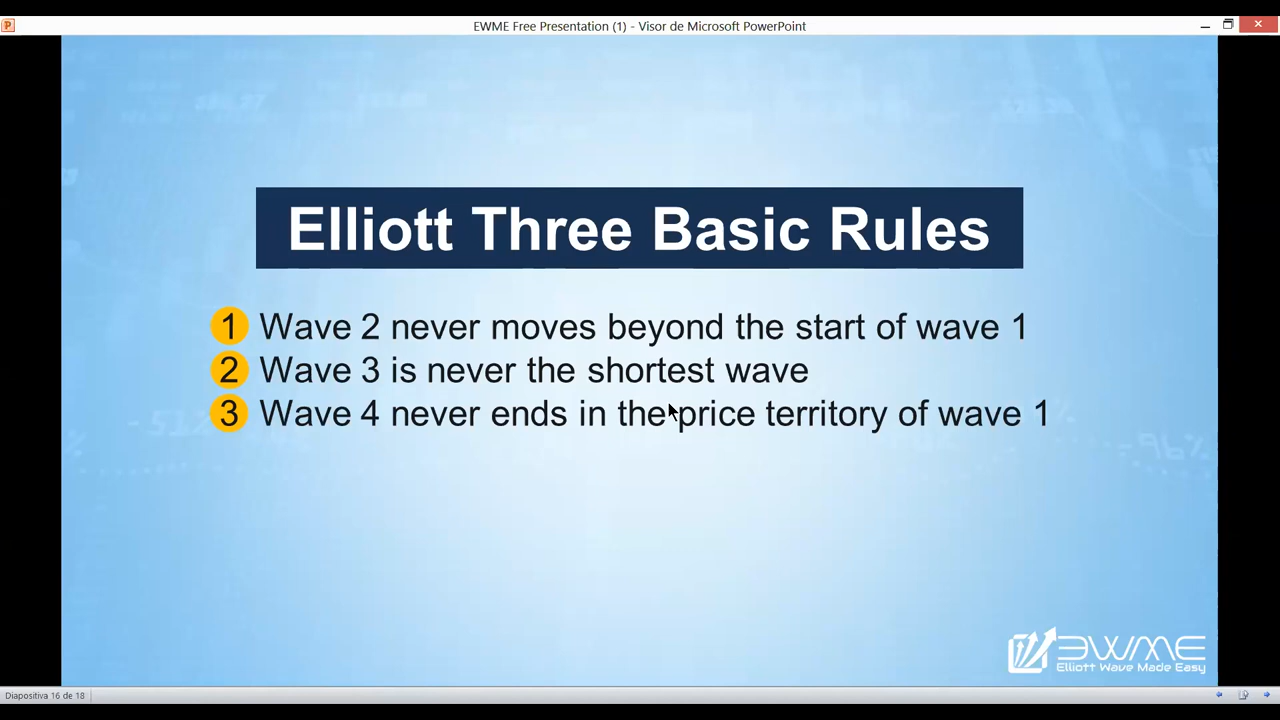 EWME Free Presentation (1) - Visor de Microsoft PowerPoint
Elliott Three Basic Rules
1 Wave 2 never moves beyond the start of wave 1
2 Wave 3 is never the shortest wave
3 Wave 4 never ends in the price territory of wave 1
EWME
Elliott Wave Made Easy
Diapositiva 16 de 18